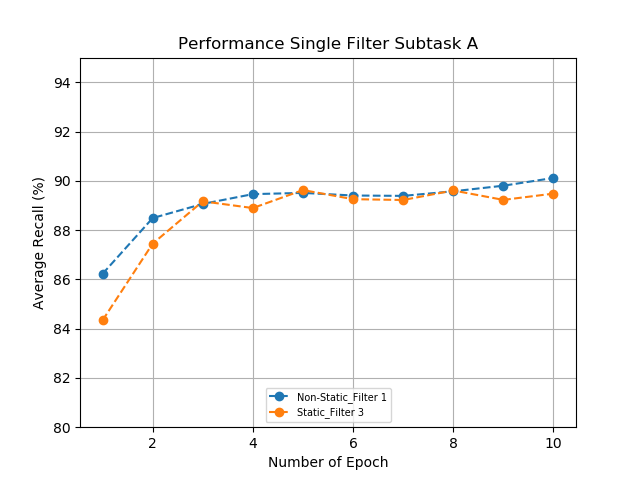 Performance Single Filter Subtask A
Average Recall (%)
94
92
90
88
86
84
82
80
2 4 6 8 10
Number of Epoch
Non-Static_Filter 1
Static_Filter 3